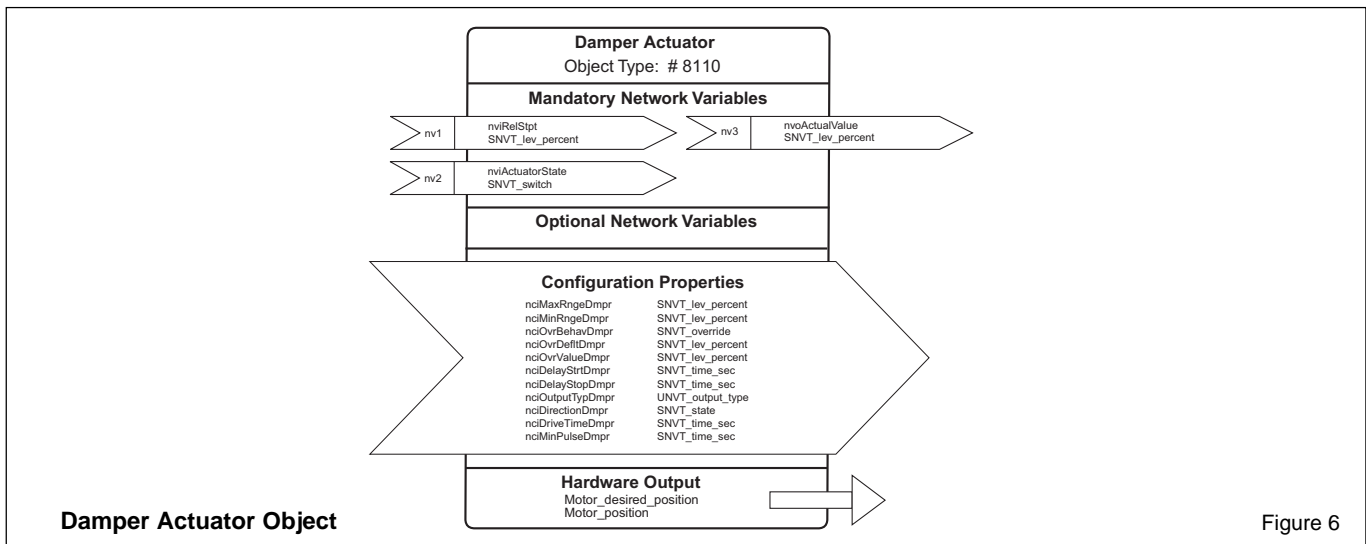 Damper Actuator
Object Type: # 8110
Mandatory Network Variables
nv1
nviRelStpt
SNVT_lev_percent
nv3
nvoActualValue
SNVT_lev_percent
nv2
nviActuatorState
SNVT_switch
Optional Network Variables
Configuration Properties
nciMaxRngeDmpr SNVT_lev_percent
nciMinRngeDmpr SNVT_lev_percent
nciOvrBehavDmpr SNVT_override
nciOvrDefltDmpr SNVT_lev_percent
nciOvrValueDmpr SNVT_lev_percent
nciDelayStrtDmpr SNVT_time_sec
nciDelayStopDmpr SNVT_time_sec
nciOutputTypDmpr UNVT_output_type
nciDirectionDmpr SNVT_state
nciDriveTimeDmpr SNVT_time_sec
nciMinPulseDmpr SNVT_time_sec
Hardware Output
Motor_desired_position
Motor_position
Damper Actuator Object
Figure 6